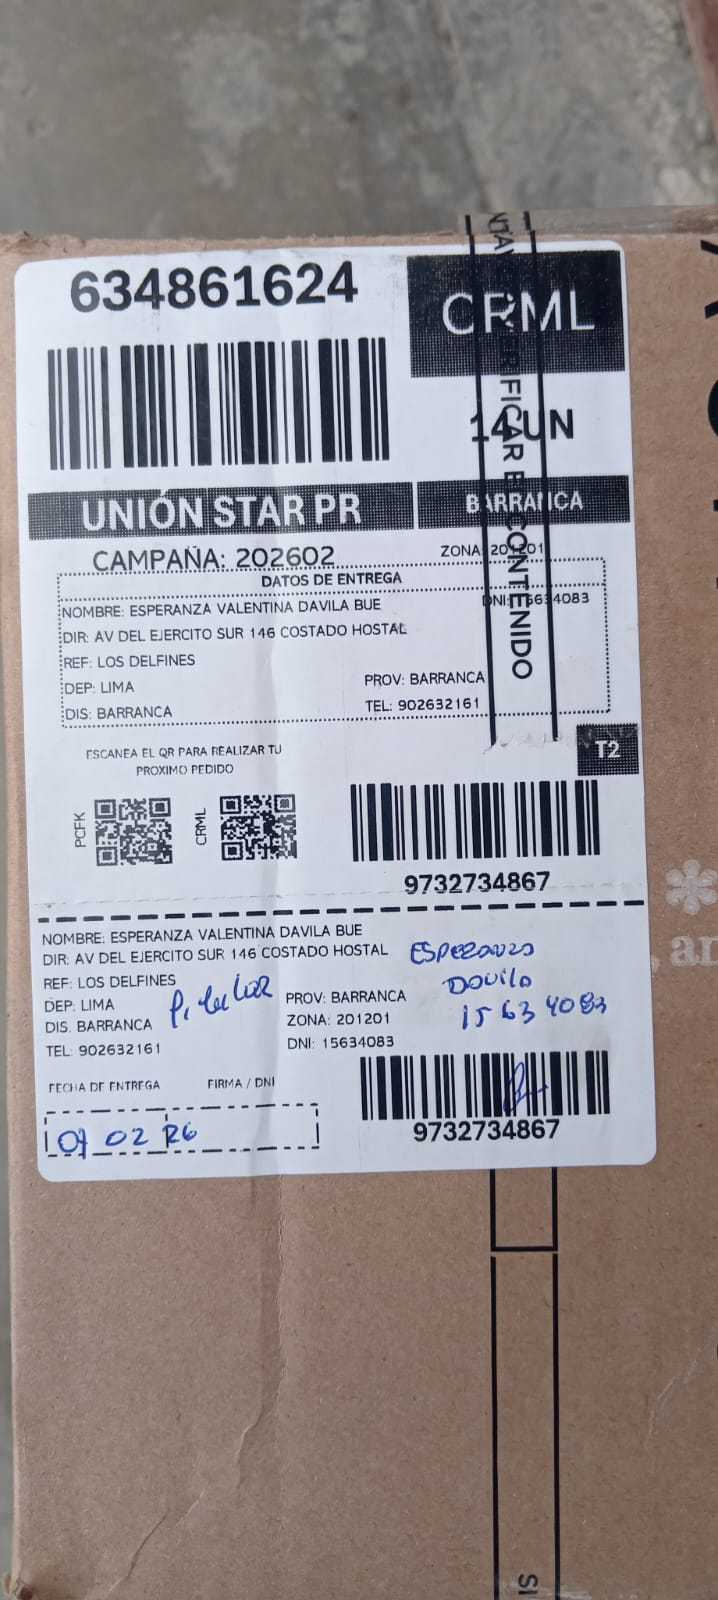 634861624
CRML
14 UN
UNIÓN STAR PR
BARRANCA
CAMPAÑA: 202602
ZONA: 201201
DATOS DE ENTREGA
NOMBRE: ESPERANZA VALENTINA DAVILA BUE
DNI: 15634083
DIR: AV DEL EJERCITO SUR 146 COSTADO HOSTAL
REF: LOS DELFINES
DEP: LIMA
PROV: BARRANCA
DIS: BARRANCA
TEL: 902632161
VERIFICAR EL CONTENIDO
ESCANEA EL QR PARA REALIZAR TU
PROXIMO PEDIDO
T2
PCFK
CRML
9732734867
NOMBRE: ESPERANZA VALENTINA DAVILA BUE
DIR: AV DEL EJERCITO SUR 146 COSTADO HOSTAL
REF: LOS DELFINES
DEP: LIMA
PROV: BARRANCA
DIS. BARRANCA
ZONA: 201201
TEL: 902632161
DNI: 15634083
Esperanza
Davila
15634083
FECHA DE ENTREGA
FIRMA / DNI
9732734867
SI